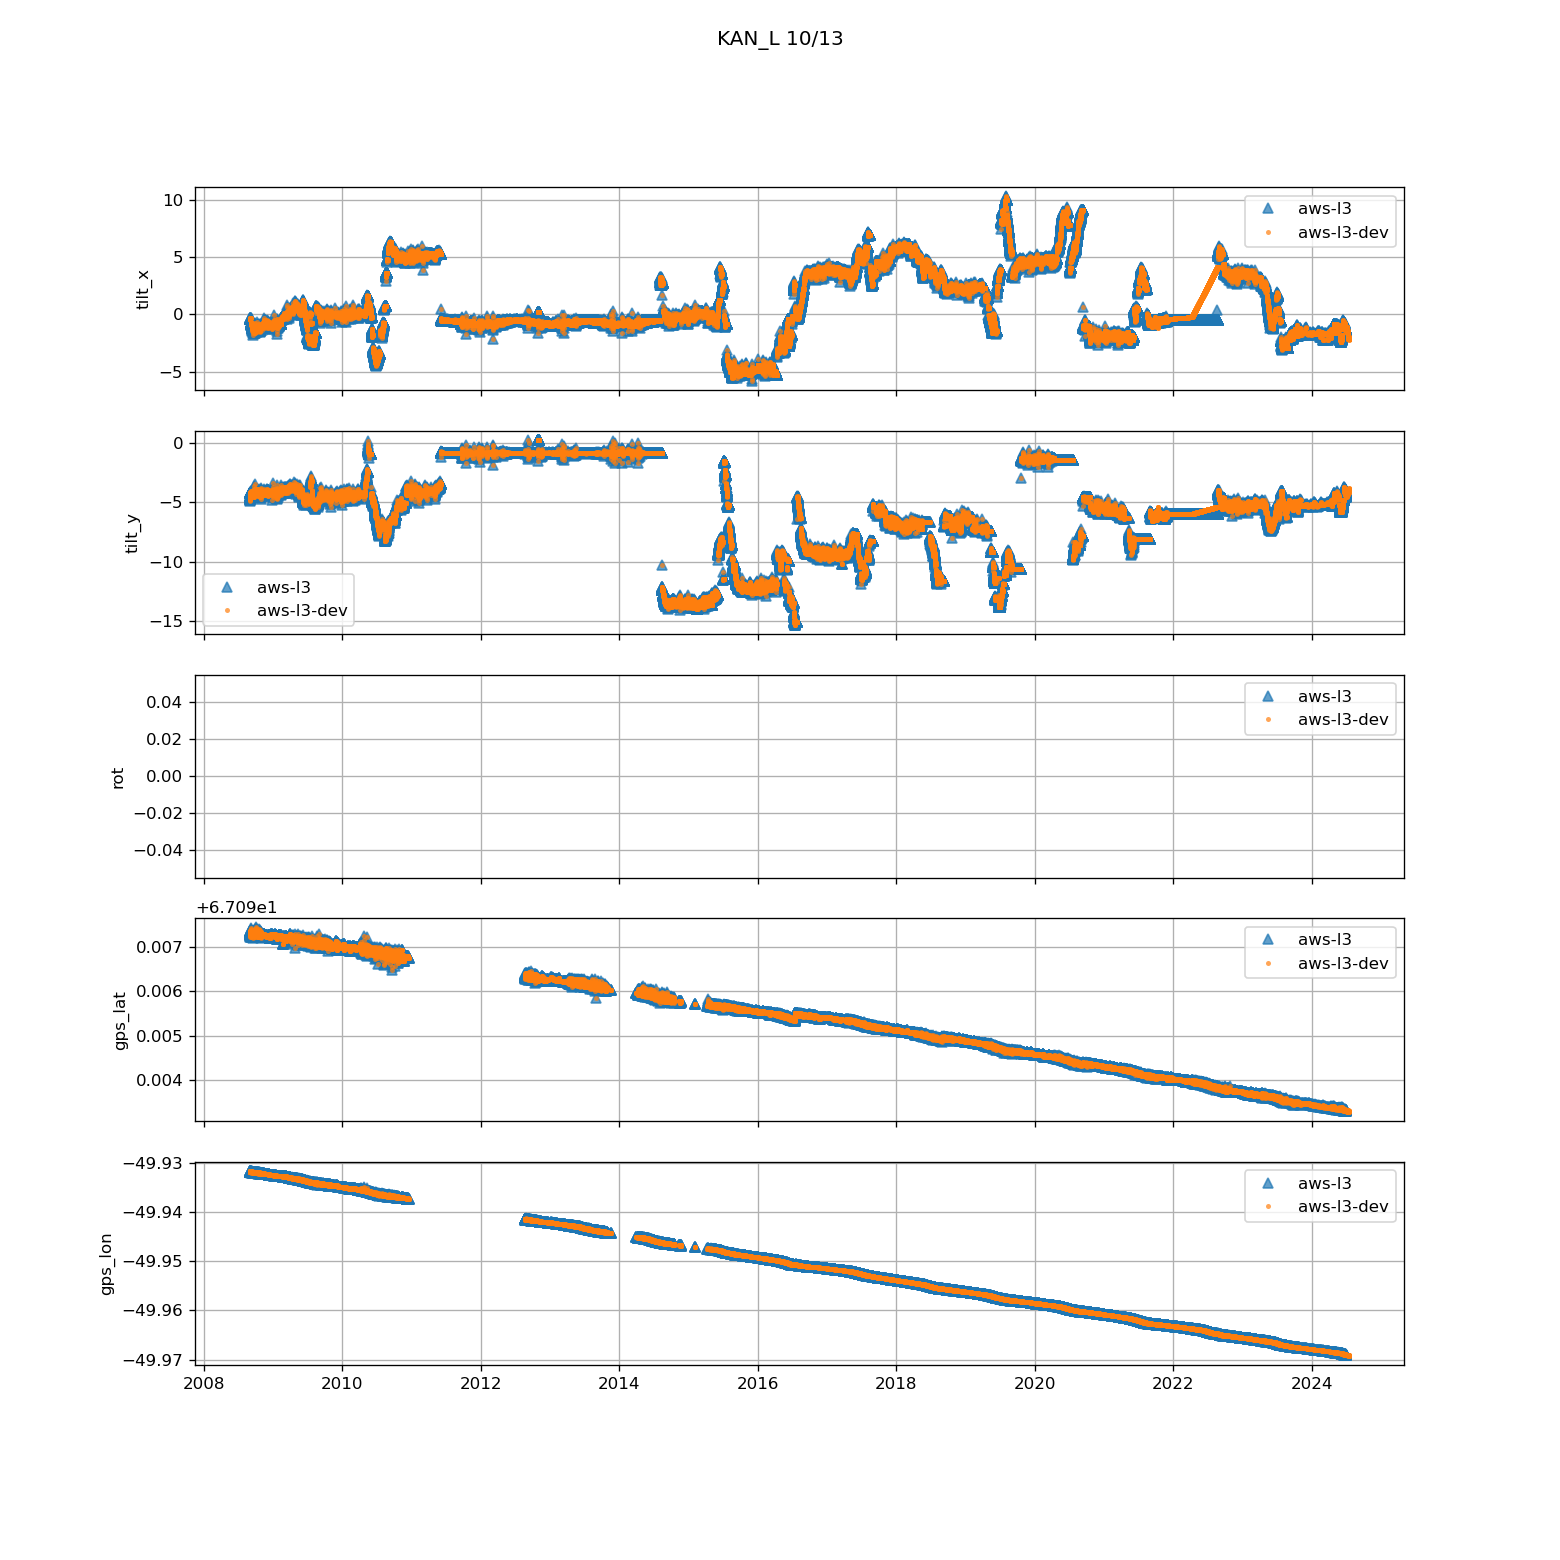 KAN_L 10/13
10
5
0
−5
tilt_x
aws-l3
aws-l3-dev
0
−5
−10
−15
tilt_y
aws-l3
aws-l3-dev
0.04
0.02
0.00
−0.02
−0.04
rot
aws-l3
aws-l3-dev
+6.709e1
0.007
0.006
0.005
0.004
gps_lat
aws-l3
aws-l3-dev
−49.93
−49.94
−49.95
−49.96
−49.97
gps_lon
aws-l3
aws-l3-dev
2008 2010 2012 2014 2016 2018 2020 2022 2024